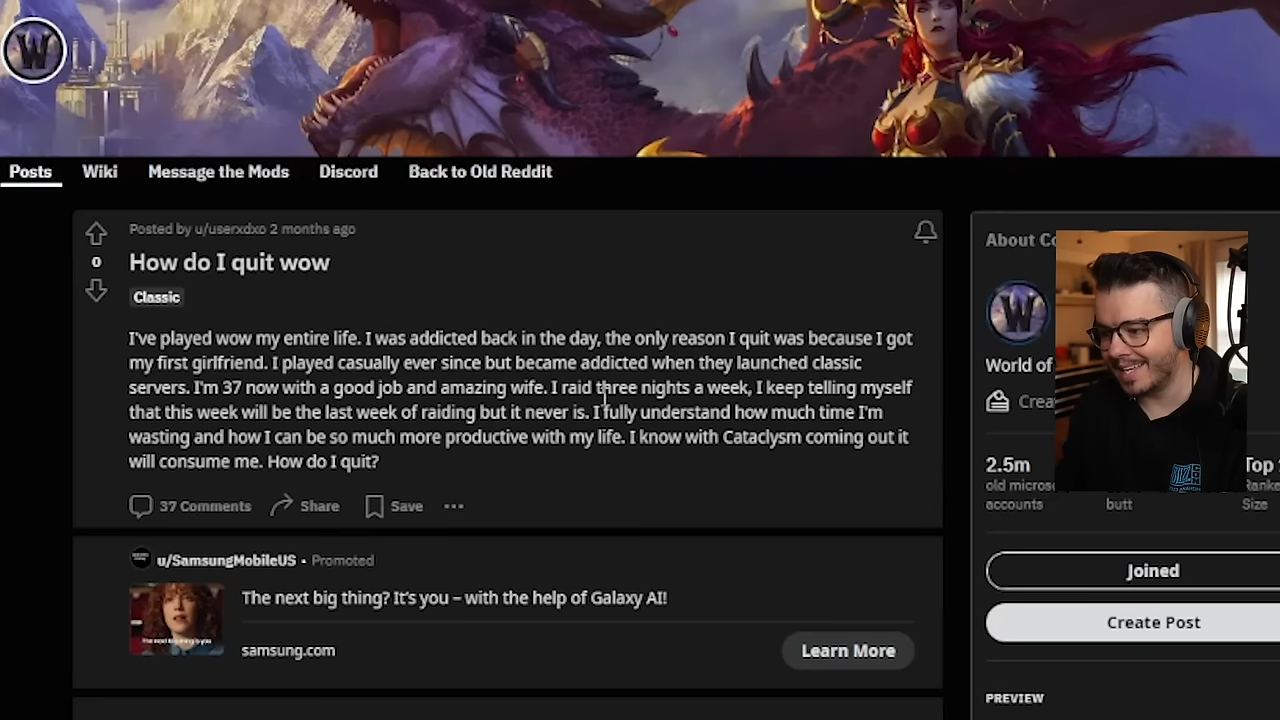 W
Posts Wiki Message the Mods Discord Back to Old Reddit
Posted by u/userxdxo 2 months ago
0
How do I quit wow
Classic
I've played wow my entire life. I was addicted back in the day, the only reason I quit was because I got
my first girlfriend. I played casually ever since but became addicted when they launched classic
servers. I'm 37 now with a good job and amazing wife. I raid three nights a week, I keep telling myself
that this week will be the last week of raiding but it never is. I fully understand how much time I'm
wasting and how I can be so much more productive with my life. I know with Cataclysm coming out it
will consume me. How do I quit?
37 Comments Share Save
u/SamsungMobileUS • Promoted
The next big thing? It's you – with the help of Galaxy AI!
samsung.com
Learn More
About Co
W
World of
Crea
2.5m Top
old microso Ranke
accounts butt Size
Joined
Create Post
PREVIEW